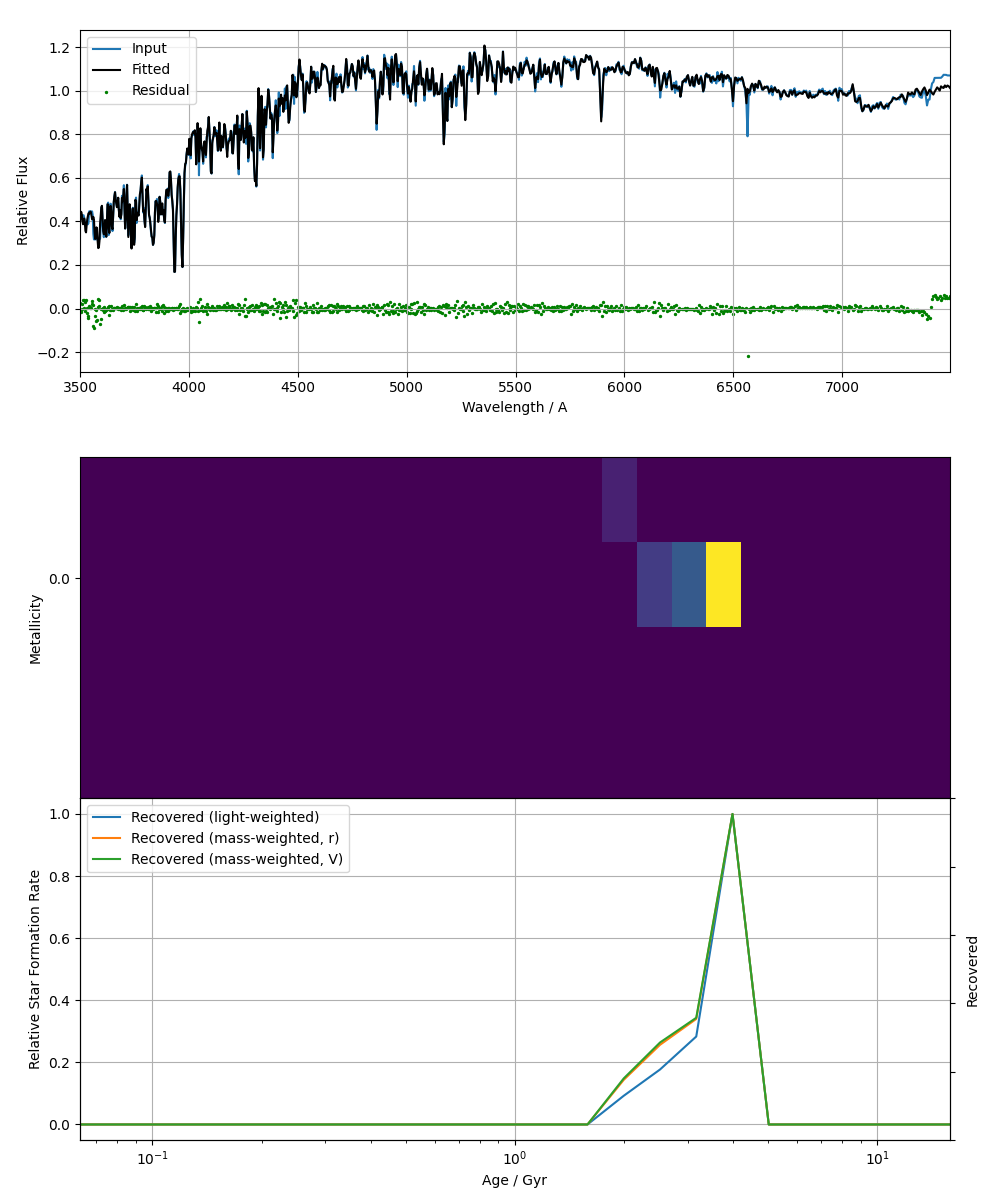 Input
Fitted
Residual
1.2
1.0
0.8
0.6
0.4
0.2
0.0
−0.2
Relative Flux
3500 4000 4500 5000 5500 6000 6500 7000
Wavelength / A
0.0
Metallicity
Recovered (light-weighted)
Recovered (mass-weighted, r)
Recovered (mass-weighted, V)
1.0
0.8
0.6
0.4
0.2
0.0
Relative Star Formation Rate
Recovered
10⁻¹ 10⁰ 10¹
Age / Gyr